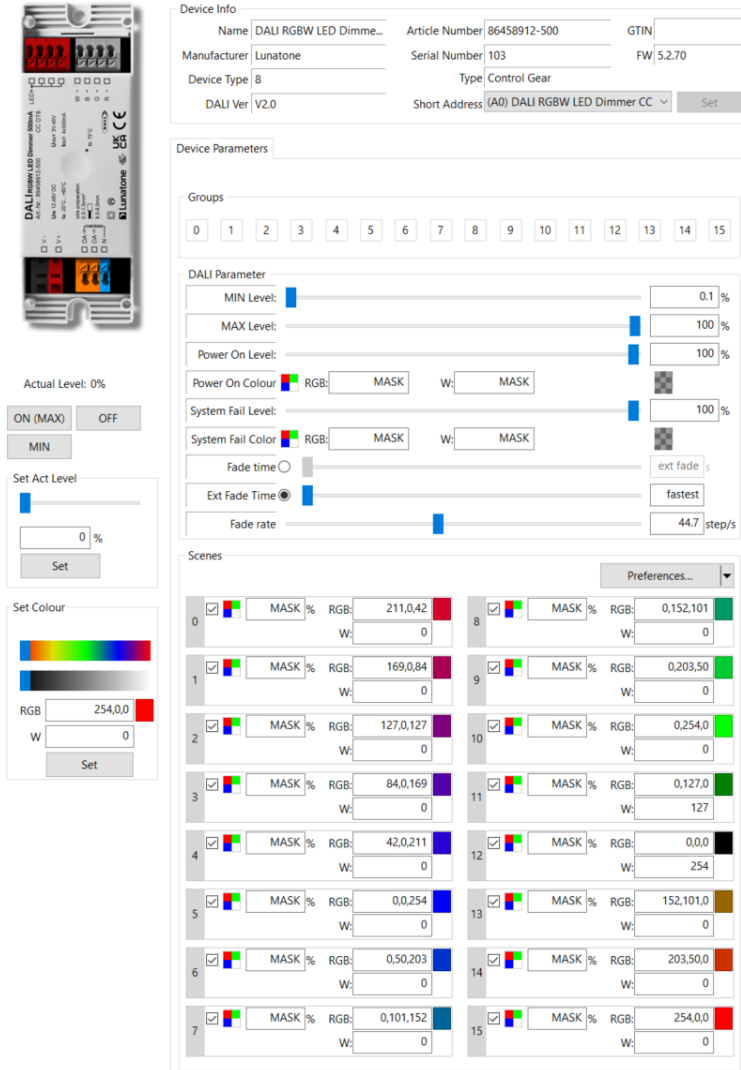 Device Info
Name DALI RGBW LED Dimme... Article Number 86458912-500 GTIN
Manufacturer Lunatone Serial Number 103 FW 5.2.70
Device Type 8 Type Control Gear
DALI Ver V2.0 Short Address (A0) DALI RGBW LED Dimmer CC Set
LED+ W - B - G - R -
DALI RGBW LED Dimmer 500mA
CC DT8
Lunatone
V - V + DA DA N
Device Parameters
Groups
0 1 2 3 4 5 6 7 8 9 10 11 12 13 14 15
DALI Parameter
MIN Level: 0.1 %
MAX Level: 100 %
Power On Level: 100 %
Power On Colour RGB: MASK W: MASK
System Fail Level: 100 %
System Fail Color RGB: MASK W: MASK
Fade time ext fade s
Ext Fade Time fastest
Fade rate 44.7 step/s
Actual Level: 0%
ON (MAX) OFF
MIN
Set Act Level
0 %
Set
Set Colour
RGB 254,0,0
W 0
Set
Scenes
Preferences...
0 MASK % RGB: 211,0,42
W: 0
1 MASK % RGB: 169,0,84
W: 0
2 MASK % RGB: 127,0,127
W: 0
3 MASK % RGB: 84,0,169
W: 0
4 MASK % RGB: 42,0,211
W: 0
5 MASK % RGB: 0,0,254
W: 0
6 MASK % RGB: 0,50,203
W: 0
7 MASK % RGB: 0,101,152
W: 0
8 MASK % RGB: 0,152,101
W: 0
9 MASK % RGB: 0,203,50
W: 0
10 MASK % RGB: 0,254,0
W: 0
11 MASK % RGB: 0,127,0
W: 127
12 MASK % RGB: 0,0,0
W: 254
13 MASK % RGB: 152,101,0
W: 0
14 MASK % RGB: 203,50,0
W: 0
15 MASK % RGB: 254,0,0
W: 0